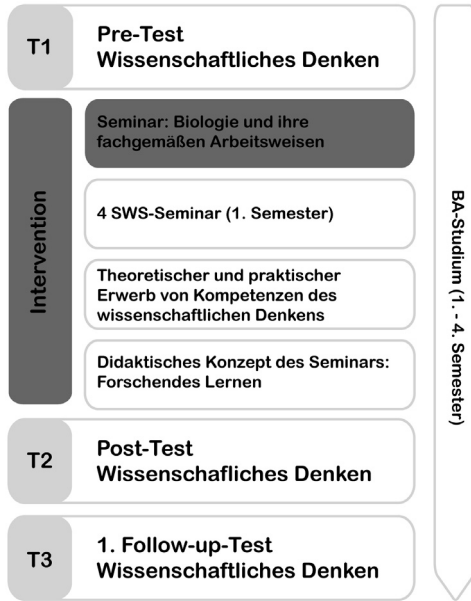 T1
Pre-Test
Wissenschaftliches Denken
Intervention
Seminar: Biologie und ihre
fachgemäßen Arbeitsweisen
4 SWS-Seminar (1. Semester)
Theoretischer und praktischer
Erwerb von Kompetenzen des
wissenschaftlichen Denkens
Didaktisches Konzept des Seminars:
Forschendes Lernen
T2
Post-Test
Wissenschafliches Denken
T3
1. Follow-up-Test
Wissenschaftliches Denken
BA-Studium (1. - 4. Semester)